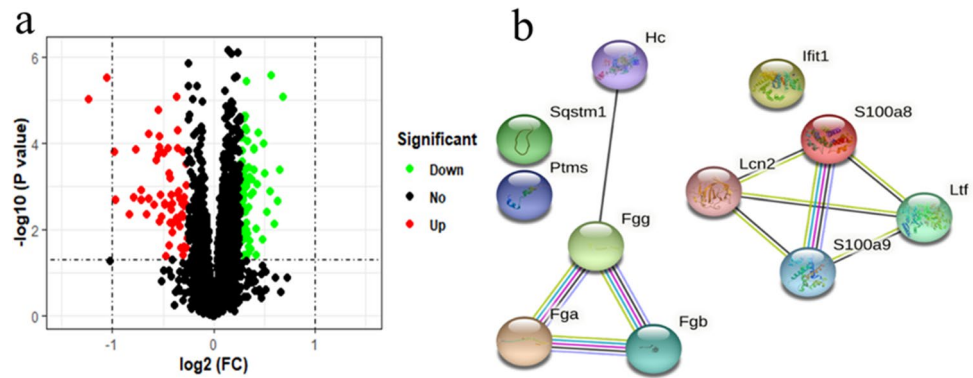 a
6
4
2
0
-log10 (P value)
-1
0
1
log2 (FC)
Significant
Down
No
Up
b
Hc
Ifit1
Sqstm1
S100a8
Ptms
Lcn2
Ltf
Fgg
S100a9
Fga
Fgb